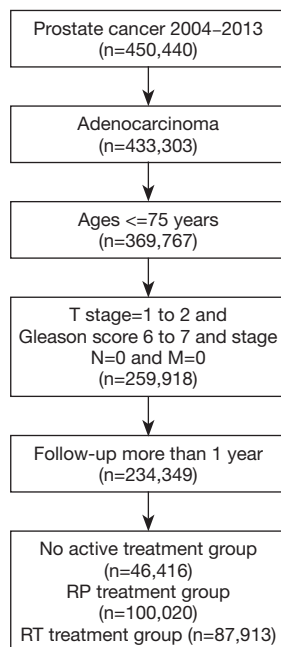 Prostate cancer 2004–2013
(n=450,440)
Adenocarcinoma
(n=433,303)
Ages <=75 years
(n=369,767)
T stage=1 to 2 and
Gleason score 6 to 7 and stage
N=0 and M=0
(n=259,918)
Follow-up more than 1 year
(n=234,349)
No active treatment group
(n=46,416)
RP treatment group
(n=100,020)
RT treatment group (n=87,913)